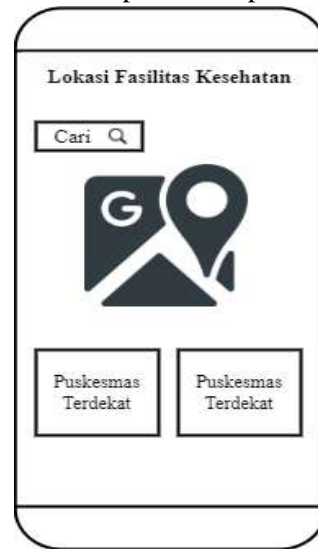 Lokasi Fasilitas Kesehatan
Cari
G
Puskesmas
Terdekat
Puskesmas
Terdekat